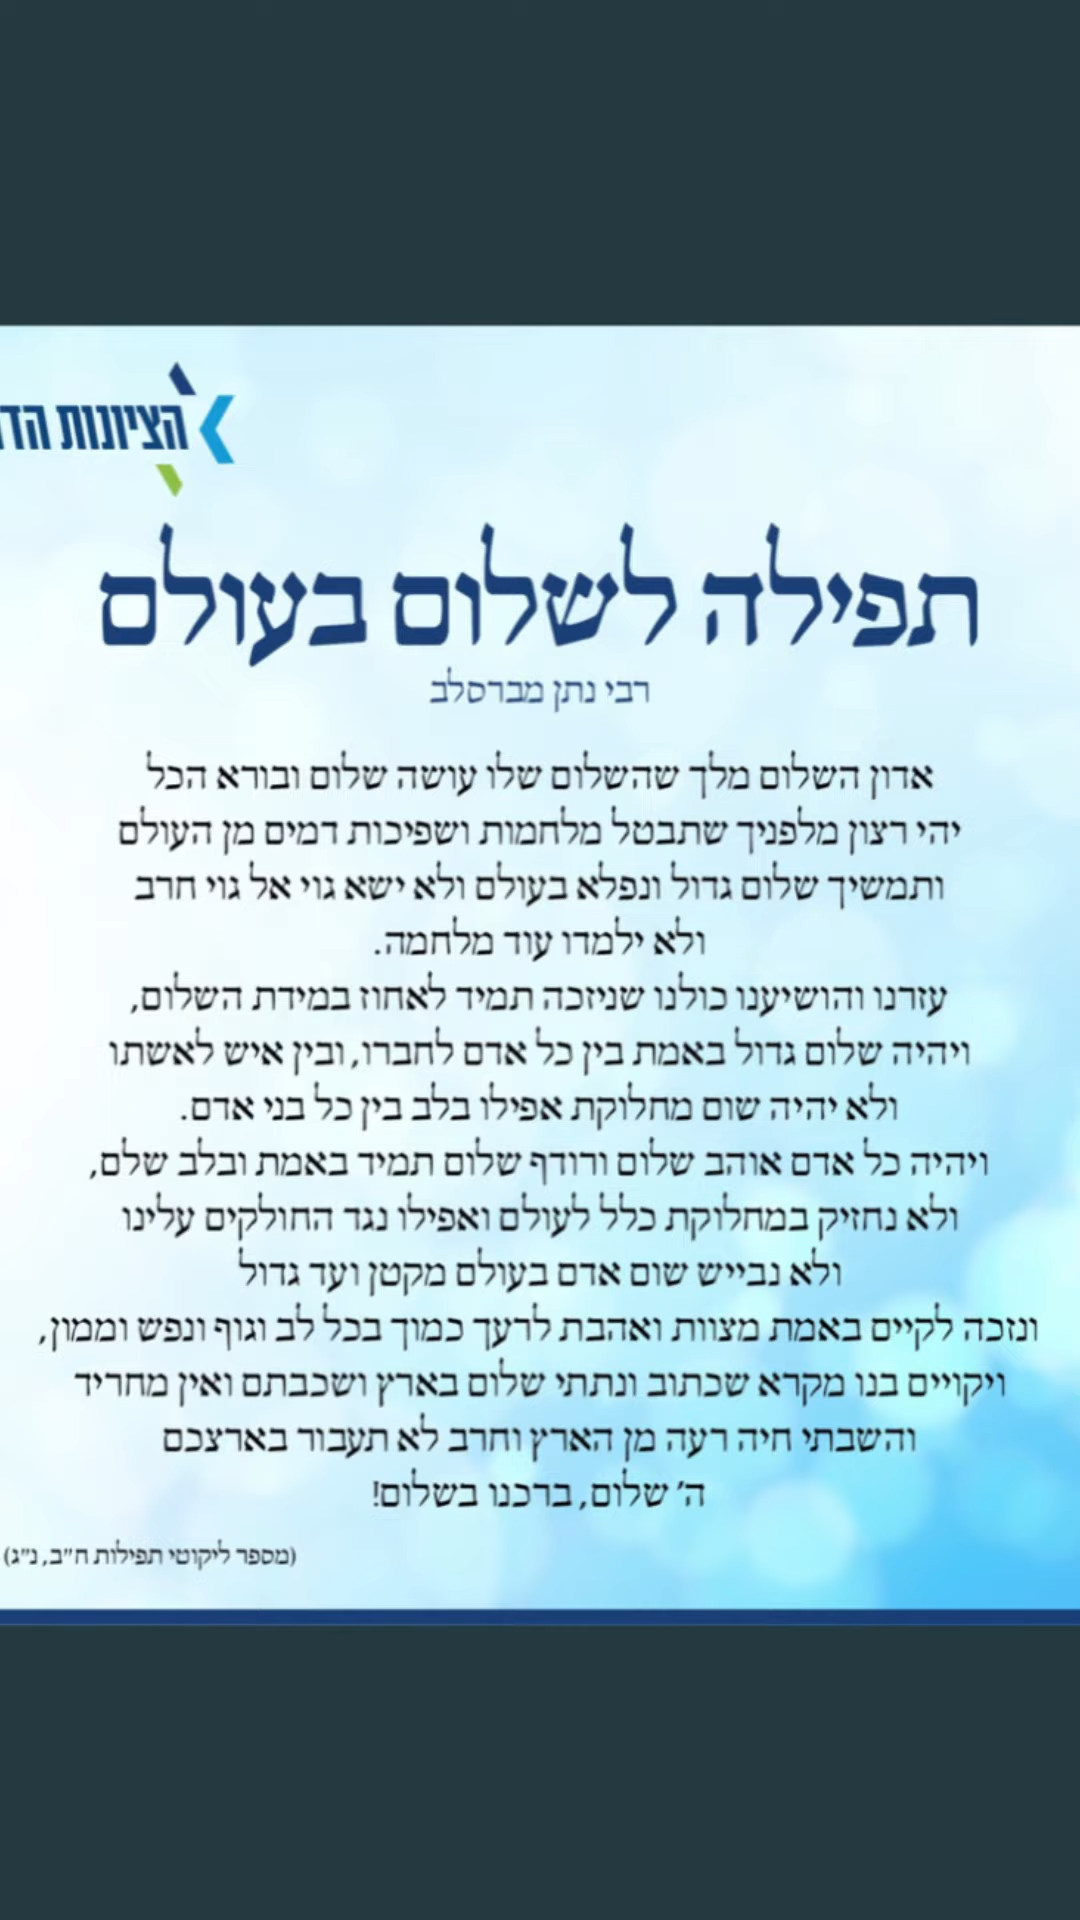 הציונות
תפילה לשלום בעולם
רבי נתן מברסלב
אדון השלום מלך שהשלום שלו עושה שלום ובורא הכל
יהי רצון מלפניך שתבטל מלחמות ושפיכות דמים מן העולם
ותמשיך שלום גדול ונפלא בעולם ולא ישא גוי אל גוי חרב
ולא ילמדו עוד מלחמה.
עזרנו והושיענו כולנו שניזכה תמיד לאחוז במידת השלום,
ויהיה שלום גדול באמת בין כל אדם לחברו, ובין איש לאשתו
ולא יהיה שום מחלוקת אפילו בלב בין כל בני אדם.
ויהיה כל אדם אוהב שלום ורודף שלום תמיד באמת ובלב שלם,
ולא נחזיק במחלוקת כלל לעולם ואפילו נגד החולקים עלינו
ולא נבייש שום אדם בעולם מקטן ועד גדול
ונזכה לקיים באמת מצוות ואהבת לרעך כמוך בכל לב וגוף ונפש וממון,
ויקויים בנו מקרא שכתוב ונתתי שלום בארץ ושכבתם ואין מחריד
והשבתי חיה רעה מן הארץ וחרב לא תעבור בארצכם
ה׳ שלום, ברכנו בשלום!
(מספר ליקוטי תפילות ח״ב, נ״ג)